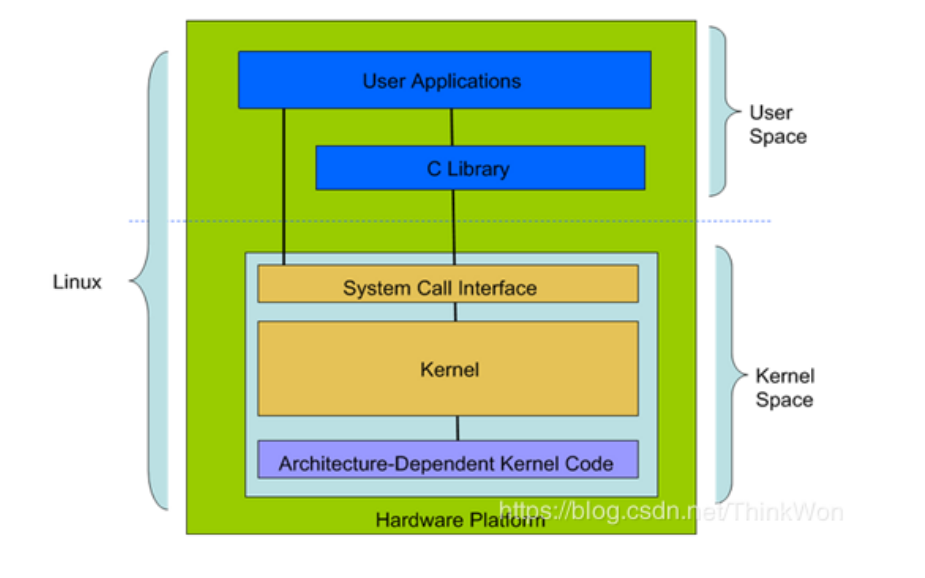 User Applications
User
Space
C Library
Linux
System Call Interface
Kernel
Kernel
Space
Architecture-Dependent Kernel Code
https://blog.csdn.net/ThinkWon
Hardware Platform